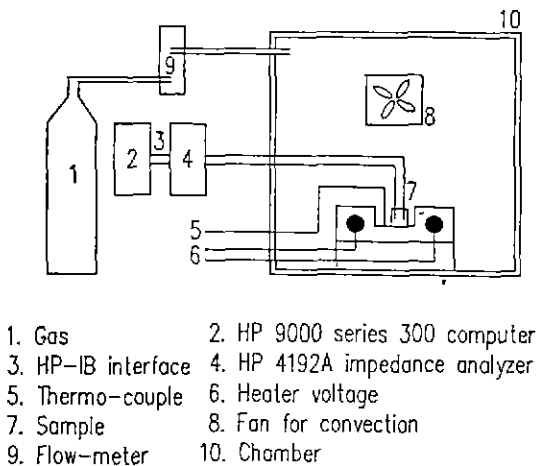 10
9
8
3
1
2
4
7
5
6
1. Gas
2. HP 9000 series 300 computer
3. HP-IB interface
4. HP 4192A impedance analyzer
5. Thermo-couple
6. Heater voltage
7. Sample
8. Fan for convection
9. Flow-meter
10. Chamber